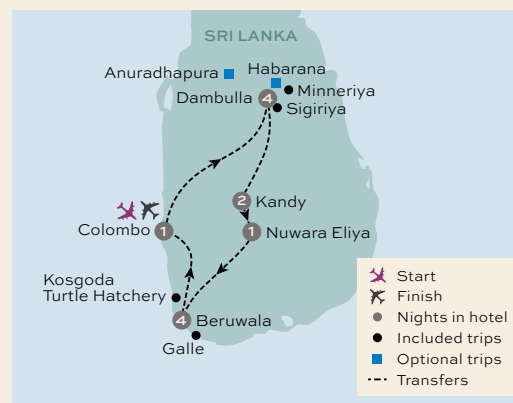 SRI LANKA
Anuradhapura
Habarana
Minneriya
Dambulla
4
Sigiriya
2
Kandy
Colombo
1
1
Nuwara Eliya
Kosgoda
Turtle Hatchery
4
Beruwala
Galle
Start
Finish
Nights in hotel
Included trips
Optional trips
Transfers